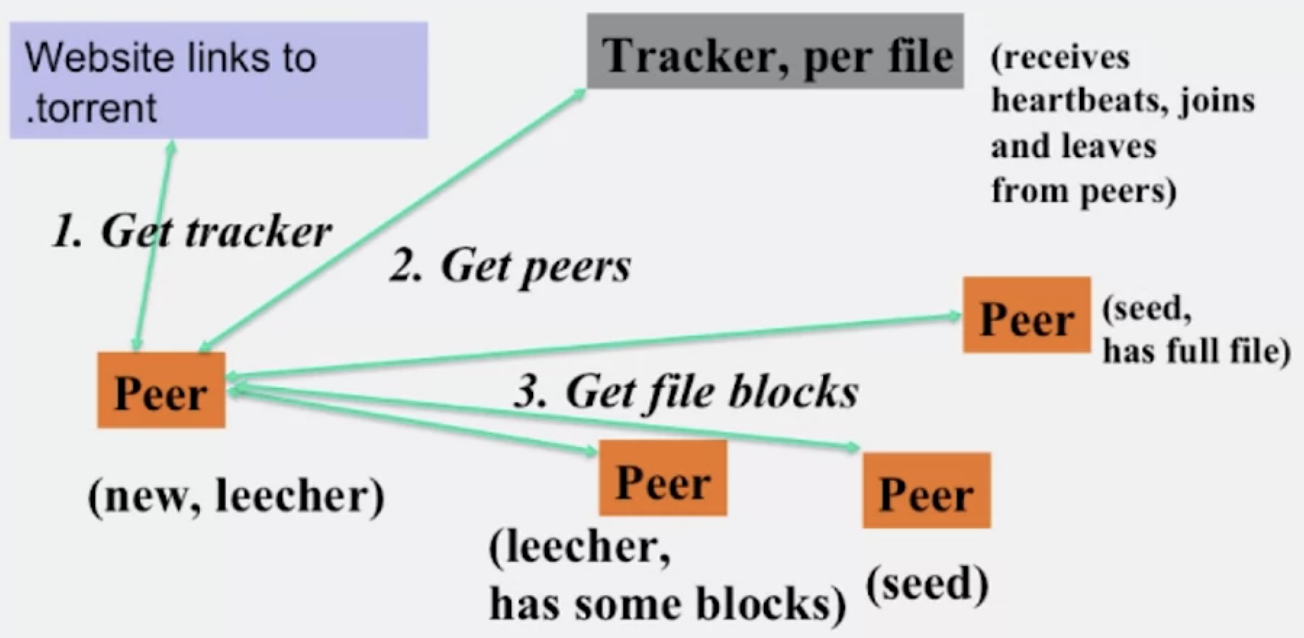 Website links to
.torrent
Tracker, per file
(receives
heartbeats, joins
and leaves
from peers)
1. Get tracker
2. Get peers
Peer
(seed,
has full file)
Peer
3. Get file blocks
(new, leecher)
Peer
(leecher,
has some blocks)
Peer
(seed)